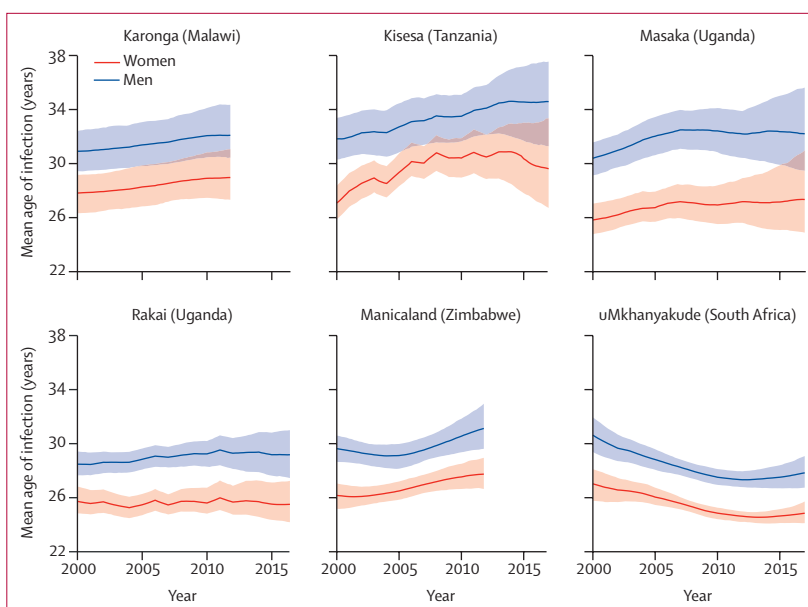 Karonga (Malawi)
Kisesa (Tanzania)
Masaka (Uganda)
Women
Men
Mean age of infection (years)
38
34
30
26
22
Rakai (Uganda)
Manicaland (Zimbabwe)
uMkhanyakude (South Africa)
Mean age of infection (years)
38
34
30
26
22
2000 2005 2010 2015
2000 2005 2010 2015
2000 2005 2010 2015
Year
Year
Year